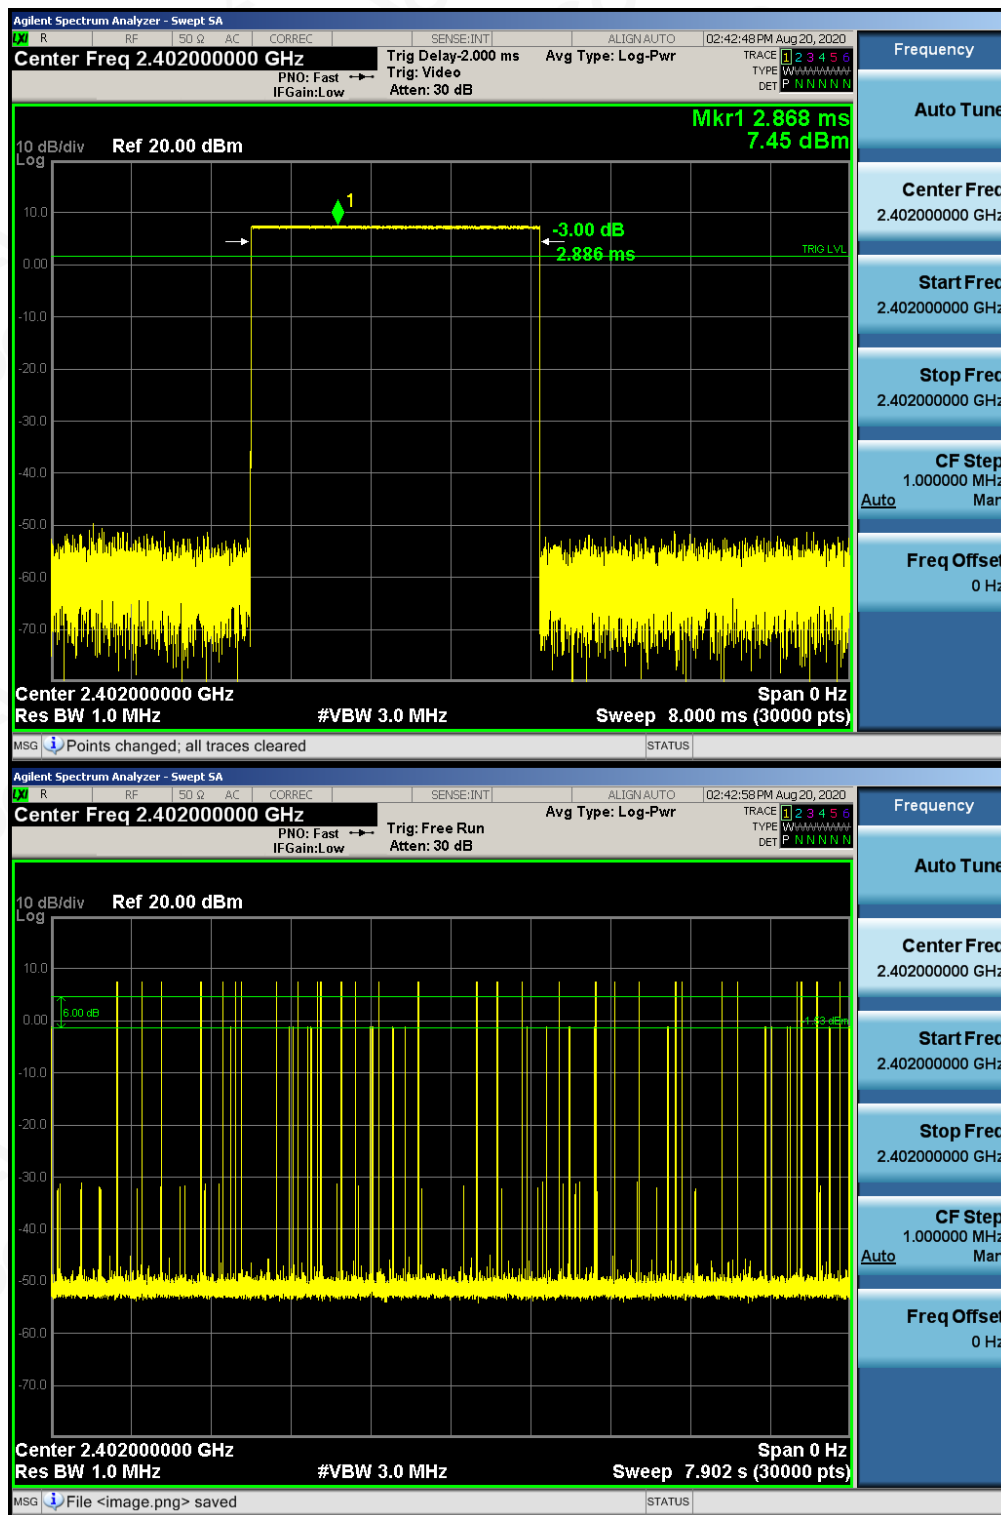 Agilent Spectrum Analyzer - Swept SA
LXI R RF 50 Ω AC CORREC SENSE:INT ALIGN AUTO 02:42:48 PM Aug 20, 2020
Center Freq 2.402000000 GHz
PNO: Fast
IFGain:Low
Trig Delay-2.000 ms
Trig: Video
Atten: 30 dB
Avg Type: Log-Pwr
TRACE 1 2 3 4 5 6
TYPE W
DET P N N N N N
Frequency
Mkr1 2.868 ms
7.45 dBm
10 dB/div Ref 20.00 dBm
Log
10.0
0.00
-10.0
-20.0
-30.0
-40.0
-50.0
-60.0
-70.0
1
-3.00 dB
2.886 ms
TRIG LVL
Center 2.402000000 GHz Span 0 Hz
Res BW 1.0 MHz #VBW 3.0 MHz Sweep 8.000 ms (30000 pts)
MSG Points changed; all traces cleared STATUS
Auto Tune
Center Freq
2.402000000 GHz
Start Freq
2.402000000 GHz
Stop Freq
2.402000000 GHz
CF Step
1.000000 MHz
Auto Man
Freq Offset
0 Hz
Agilent Spectrum Analyzer - Swept SA
LXI R RF 50 Ω AC CORREC SENSE:INT ALIGN AUTO 02:42:58 PM Aug 20, 2020
Center Freq 2.402000000 GHz
PNO: Fast
IFGain:Low
Trig: Free Run
Atten: 30 dB
Avg Type: Log-Pwr
TRACE 1 2 3 4 5 6
TYPE W
DET P N N N N N
Frequency
10 dB/div Ref 20.00 dBm
Log
10.0
0.00
-10.0
-20.0
-30.0
-40.0
-50.0
-60.0
-70.0
6.00 dB
-1.53 dBm
Center 2.402000000 GHz Span 0 Hz
Res BW 1.0 MHz #VBW 3.0 MHz Sweep 7.902 s (30000 pts)
MSG File <image.png> saved STATUS
Auto Tune
Center Freq
2.402000000 GHz
Start Freq
2.402000000 GHz
Stop Freq
2.402000000 GHz
CF Step
1.000000 MHz
Auto Man
Freq Offset
0 Hz